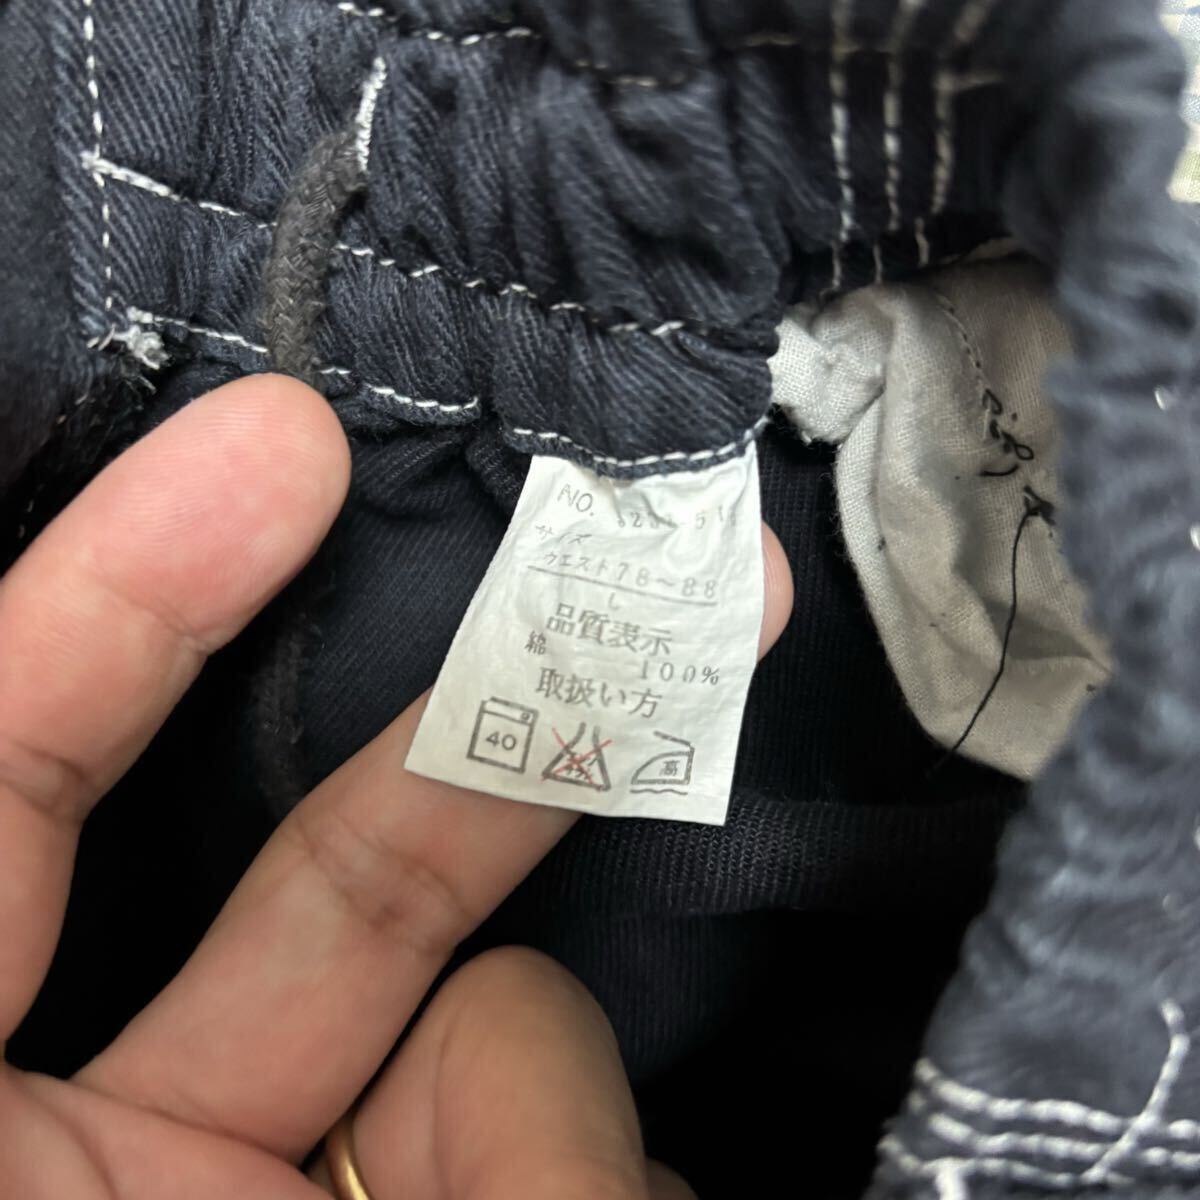 NO.
サイズ
ウエスト78〜88
L
品質表示
綿 100%
取扱い方
40
高